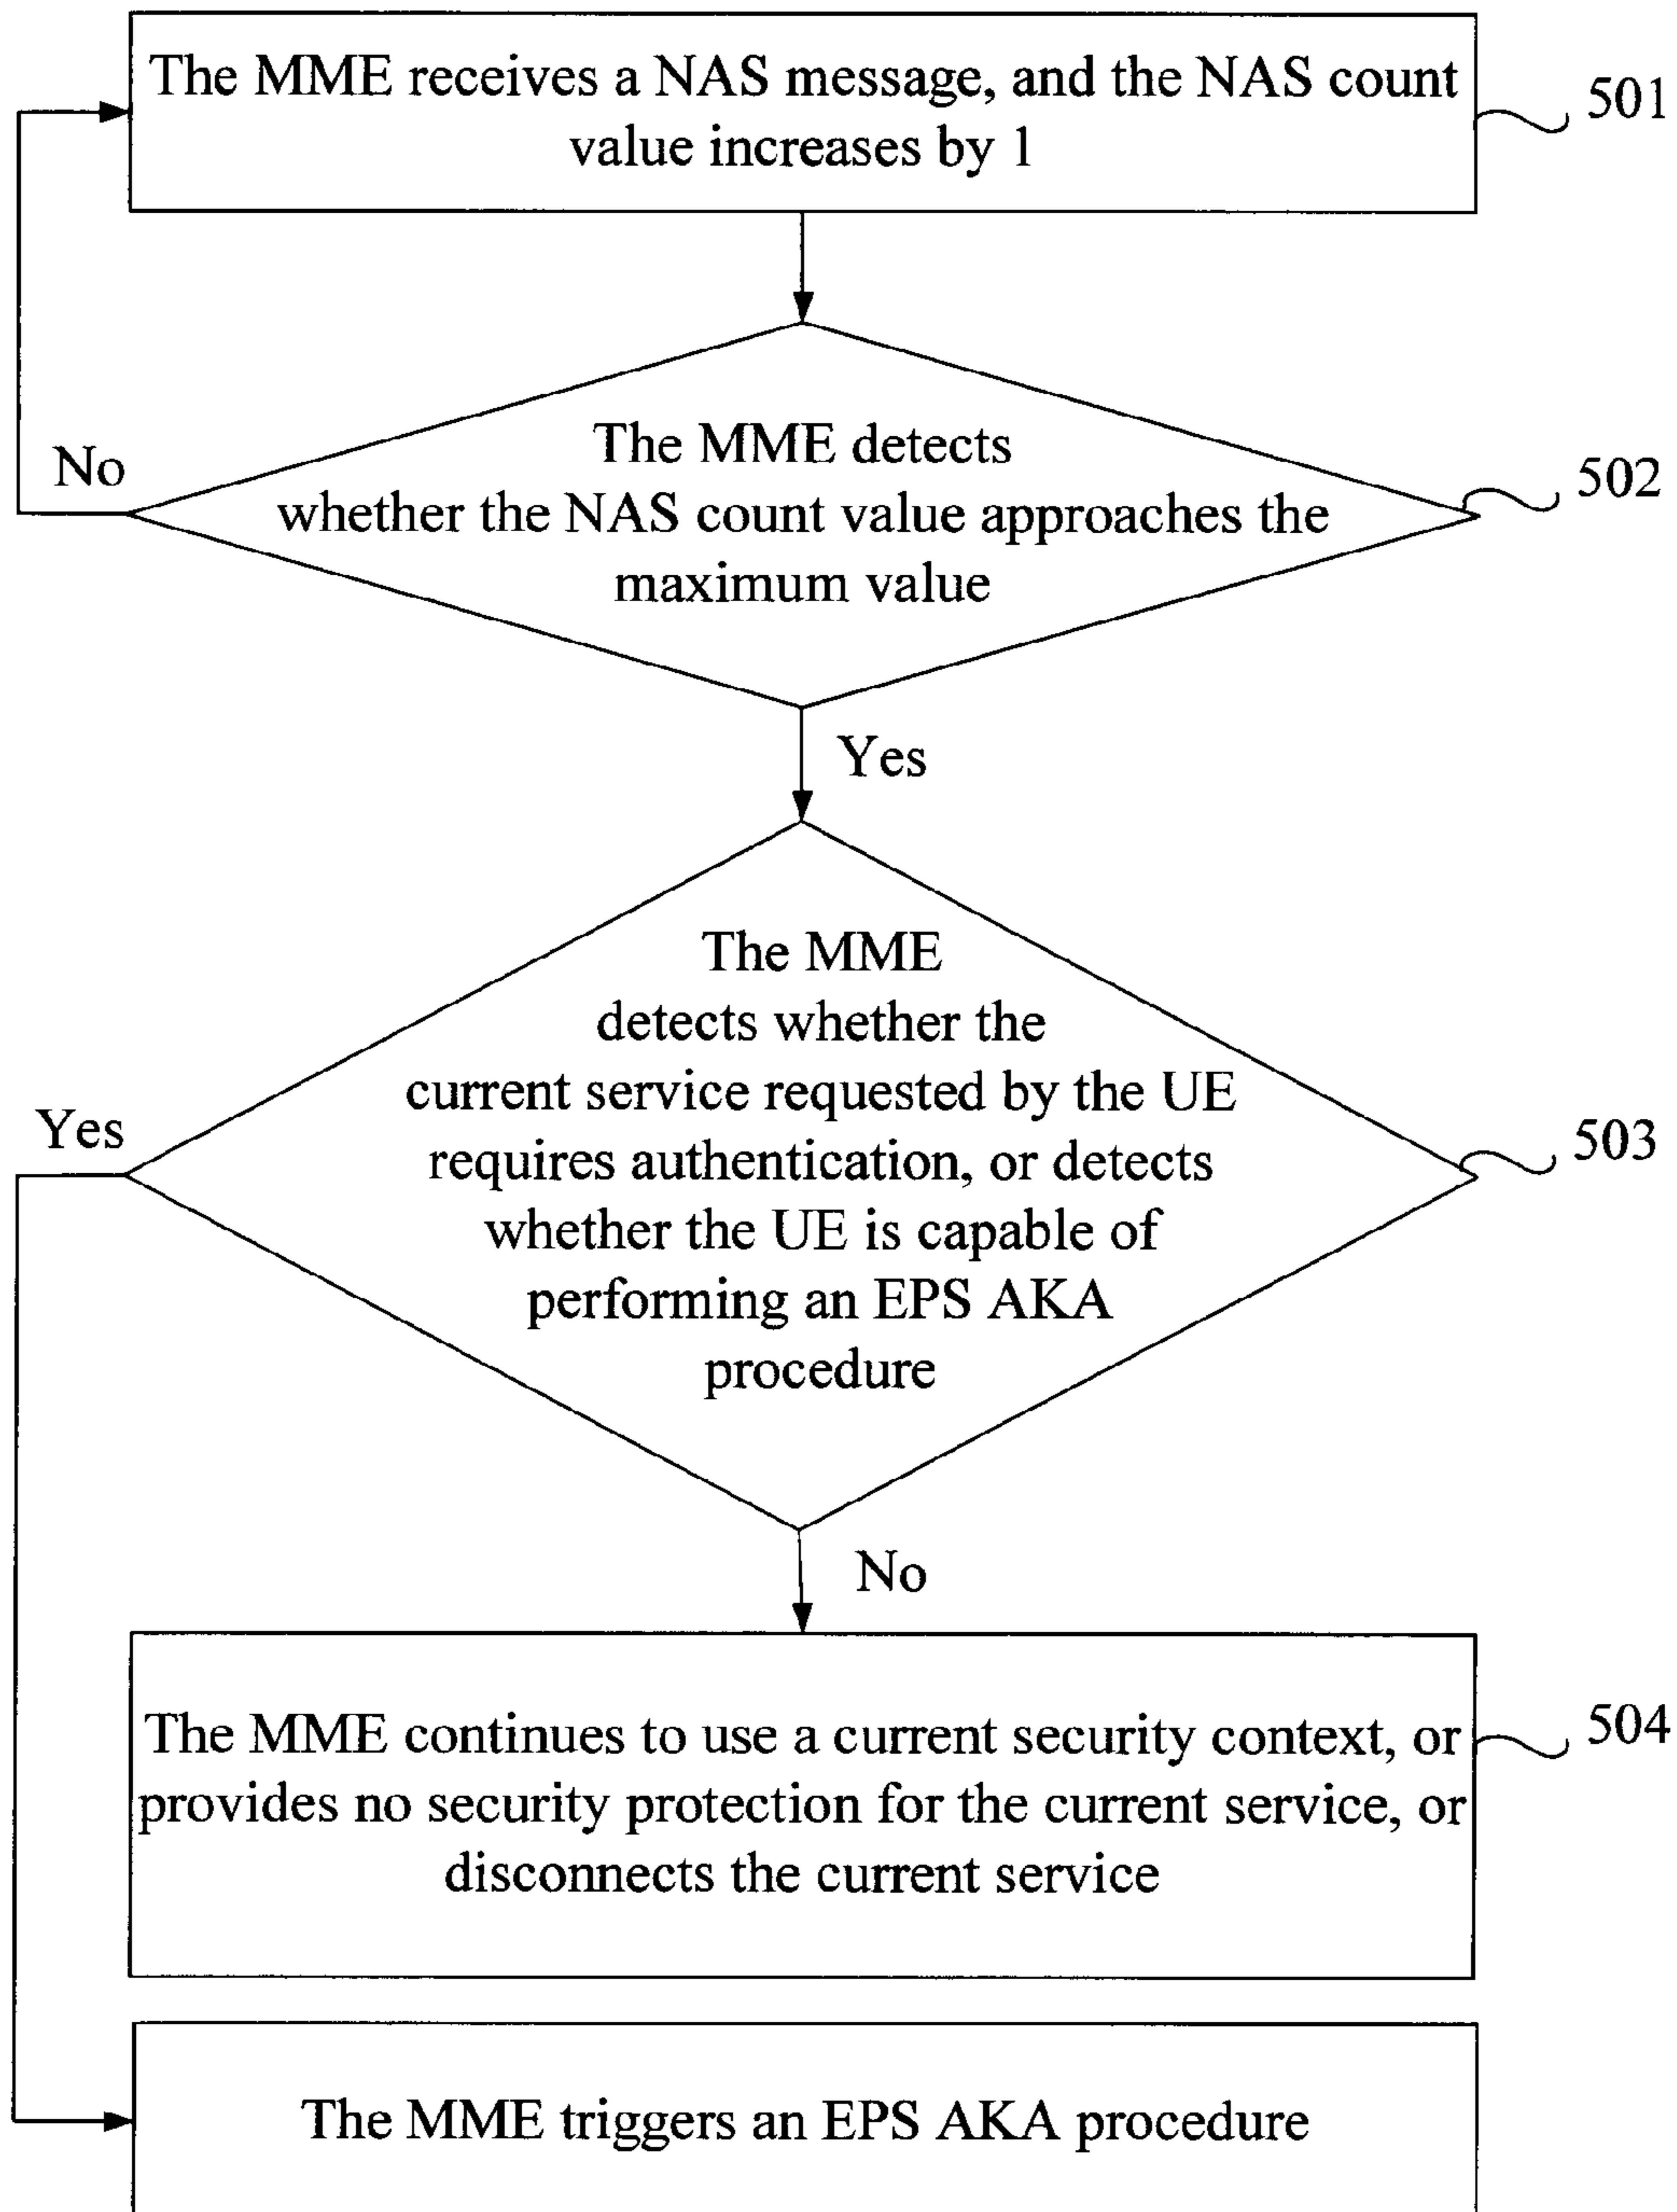 The MME receives a NAS message, and the NAS count
value increases by 1
501
The MME detects
whether the NAS count value approaches the
maximum value
502
No
Yes
The MME
detects whether the
current service requested by the UE
requires authentication, or detects
whether the UE is capable of
performing an EPS AKA
procedure
503
Yes
No
The MME continues to use a current security context, or
provides no security protection for the current service, or
disconnects the current service
504
The MME triggers an EPS AKA procedure